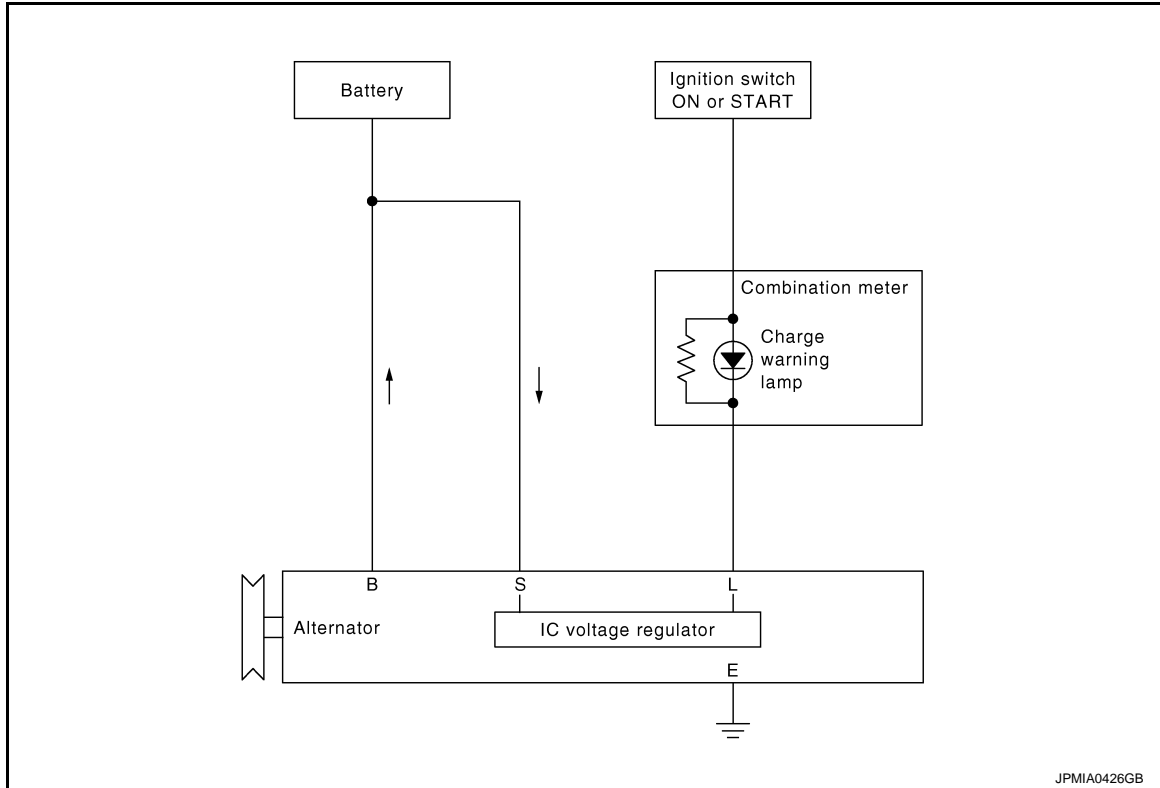 Battery
Ignition switch
ON or START
Combination meter
Charge
warning
lamp
B
S
L
Alternator
IC voltage regulator
E
JPMIA0426GB